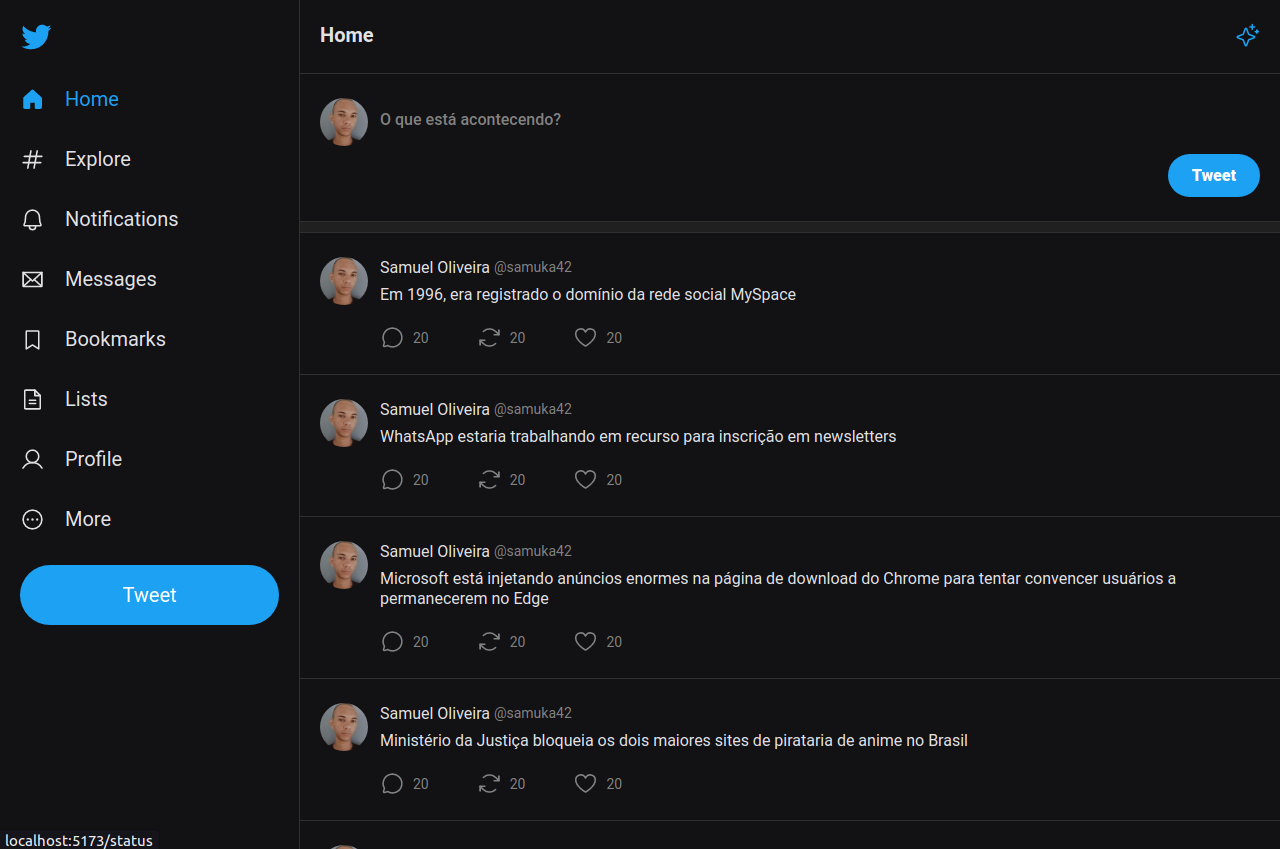 Home
Home
Explore
Notifications
Messages
Bookmarks
Lists
Profile
More
Tweet
O que está acontecendo?
Tweet
Samuel Oliveira @samuka42
Em 1996, era registrado o domínio da rede social MySpace
20 20 20
Samuel Oliveira @samuka42
WhatsApp estaria trabalhando em recurso para inscrição em newsletters
20 20 20
Samuel Oliveira @samuka42
Microsoft está injetando anúncios enormes na página de download do Chrome para tentar convencer usuários a
permanecerem no Edge
20 20 20
Samuel Oliveira @samuka42
Ministério da Justiça bloqueia os dois maiores sites de pirataria de anime no Brasil
20 20 20
localhost:5173/status